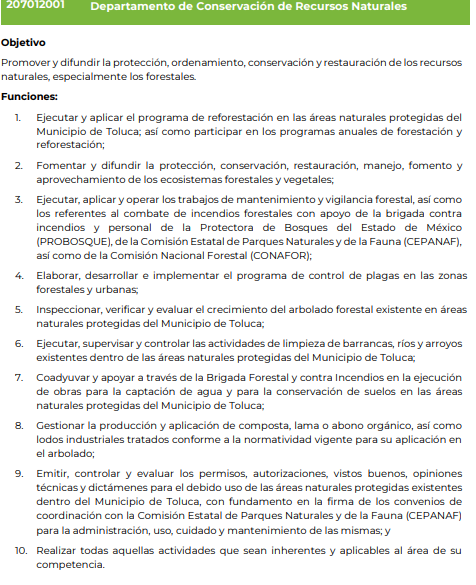 207012001 Departamento de Conservación de Recursos Naturales
Objetivo
Promover y difundir la protección, ordenamiento, conservación y restauración de los recursos
naturales, especialmente los forestales.
Funciones:
1. Ejecutar y aplicar el programa de reforestación en las áreas naturales protegidas del
Municipio de Toluca; así como participar en los programas anuales de forestación y
reforestación;
2. Fomentar y difundir la protección, conservación, restauración, manejo, fomento y
aprovechamiento de los ecosistemas forestales y vegetales;
3. Ejecutar, aplicar y operar los trabajos de mantenimiento y vigilancia forestal, así como
los referentes al combate de incendios forestales con apoyo de la brigada contra
incendios y personal de la Protectora de Bosques del Estado de México
(PROBOSQUE), de la Comisión Estatal de Parques Naturales y de la Fauna (CEPANAF),
así como de la Comisión Nacional Forestal (CONAFOR);
4. Elaborar, desarrollar e implementar el programa de control de plagas en las zonas
forestales y urbanas;
5. Inspeccionar, verificar y evaluar el crecimiento del arbolado forestal existente en áreas
naturales protegidas del Municipio de Toluca;
6. Ejecutar, supervisar y controlar las actividades de limpieza de barrancas, ríos y arroyos
existentes dentro de las áreas naturales protegidas del Municipio de Toluca;
7. Coadyuvar y apoyar a través de la Brigada Forestal y contra Incendios en la ejecución
de obras para la captación de agua y para la conservación de suelos en las áreas
naturales protegidas del Municipio de Toluca;
8. Gestionar la producción y aplicación de composta, lama o abono orgánico, así como
lodos industriales tratados conforme a la normatividad vigente para su aplicación en
el arbolado;
9. Emitir, controlar y evaluar los permisos, autorizaciones, vistos buenos, opiniones
técnicas y dictámenes para el debido uso de las áreas naturales protegidas existentes
dentro del Municipio de Toluca, con fundamento en la firma de los convenios de
coordinación con la Comisión Estatal de Parques Naturales y de la Fauna (CEPANAF)
para la administración, uso, cuidado y mantenimiento de las mismas; y
10. Realizar todas aquellas actividades que sean inherentes y aplicables al área de su
competencia.